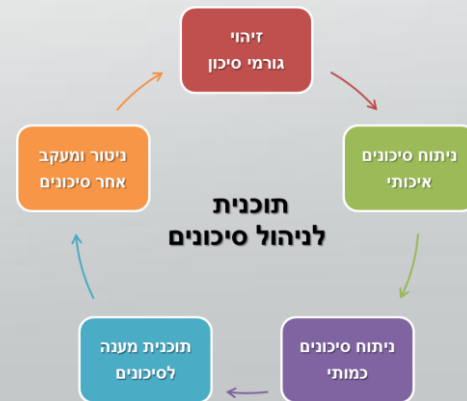 זיהוי
גורמי סיכון
ניתוח סיכונים
איכותי
ניתוח סיכונים
כמותי
תוכנית מענה
לסיכונים
ניטור ומעקב
אחר סיכונים
תוכנית
לניהול סיכונים